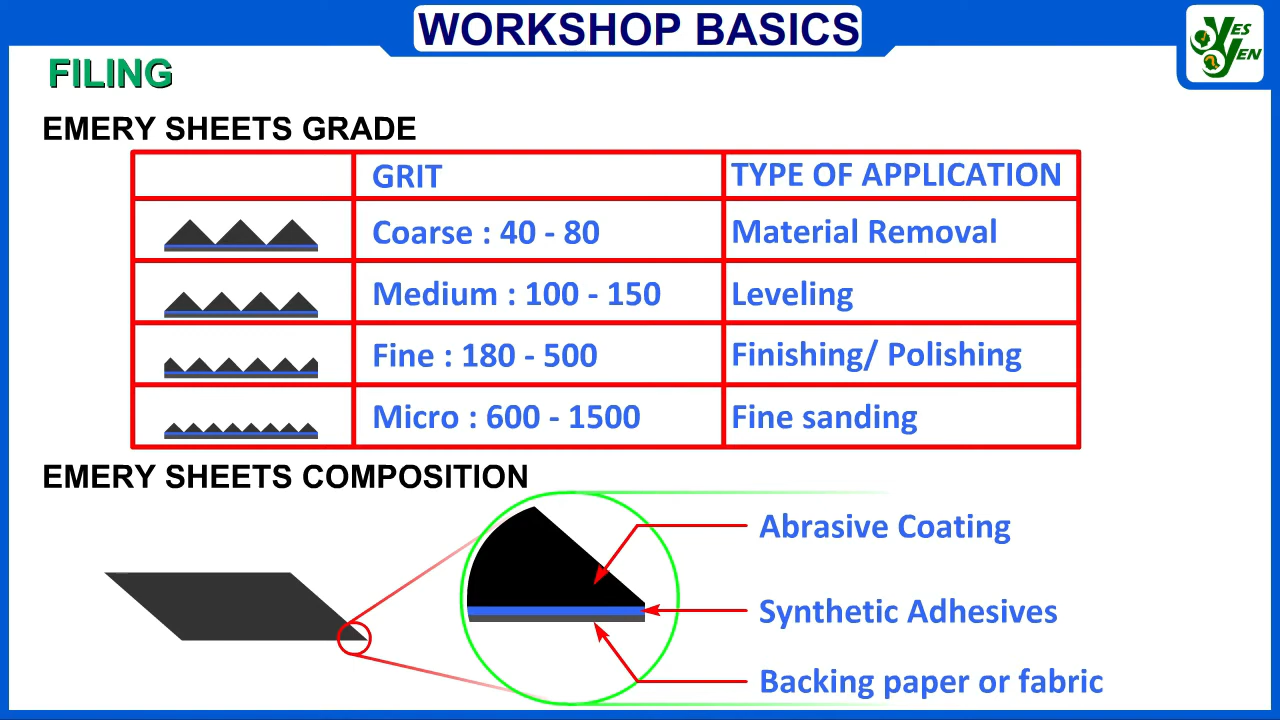 WORKSHOP BASICS
YES
YEN
FILING
EMERY SHEETS GRADE
GRIT
TYPE OF APPLICATION
Coarse : 40 - 80
Material Removal
Medium : 100 - 150
Leveling
Fine : 180 - 500
Finishing/ Polishing
Micro : 600 - 1500
Fine sanding
EMERY SHEETS COMPOSITION
Abrasive Coating
Synthetic Adhesives
Backing paper or fabric